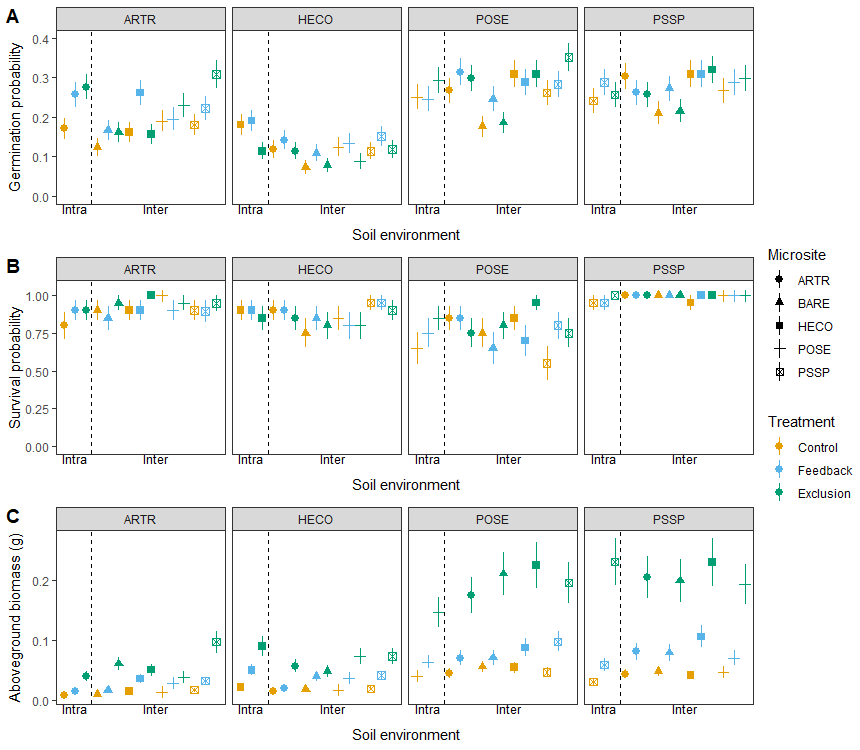 A
ARTR HECO POSE PSSP
Germination probability
0.4
0.3
0.2
0.1
0.0
Intra Inter Intra Inter Intra Inter Intra Inter
Soil environment
B
ARTR HECO POSE PSSP
Survival probability
1.00
0.75
0.50
0.25
0.00
Intra Inter Intra Inter Intra Inter Intra Inter
Soil environment
C
ARTR HECO POSE PSSP
Aboveground biomass (g)
0.2
0.1
0.0
Intra Inter Intra Inter Intra Inter Intra Inter
Soil environment
Microsite
ARTR
BARE
HECO
POSE
PSSP
Treatment
Control
Feedback
Exclusion